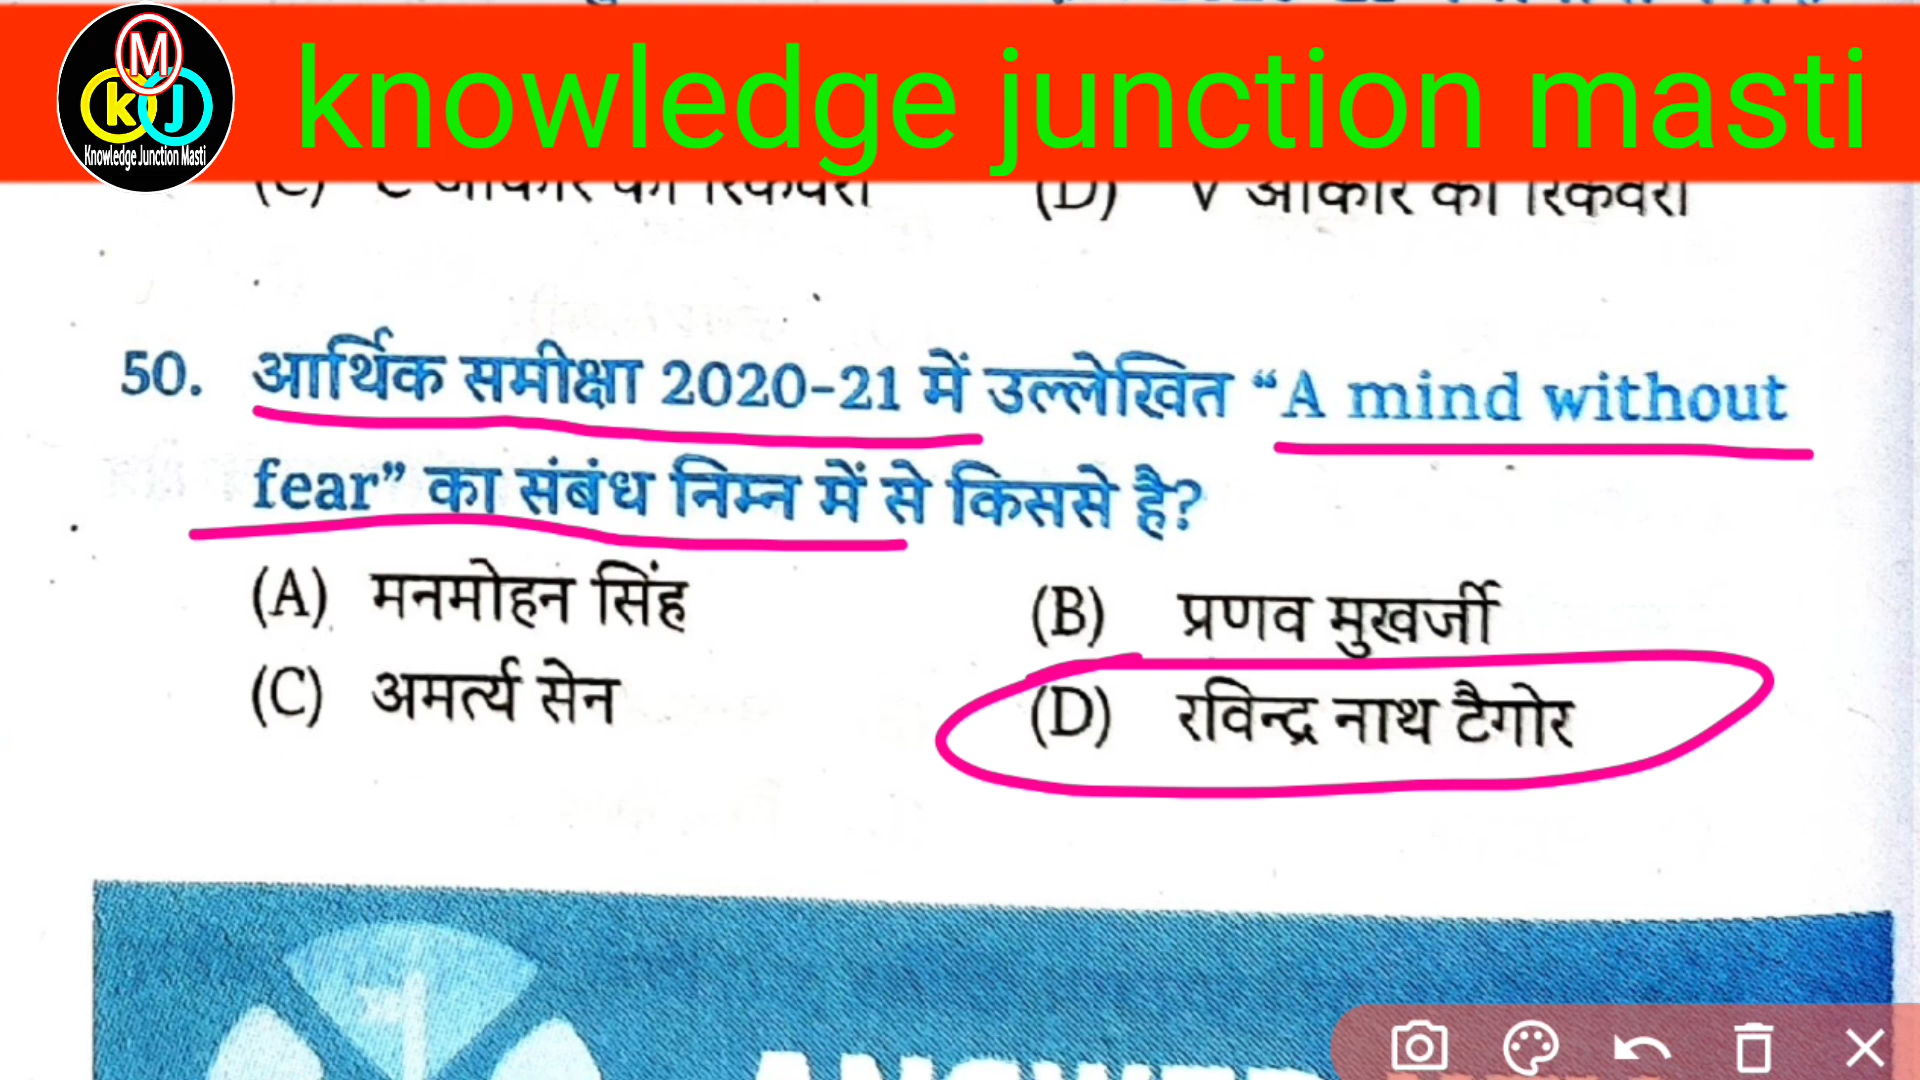 knowledge junction masti
M
KJ
Knowledge Junction Masti
(D) V आकार की रिकवरी
50. आर्थिक समीक्षा 2020-21 में उल्लेखित “A mind without
fear” का संबंध निम्न में से किससे है?
(A) मनमोहन सिंह (B) प्रणव मुखर्जी
(C) अमर्त्य सेन (D) रविन्द्र नाथ टैगोर